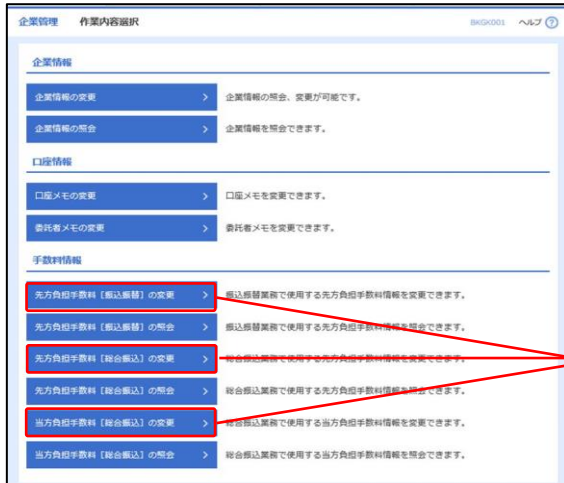 企業管理 作業内容選択 BKGK001 ヘルプ ?
企業情報
企業情報の変更 > 企業情報の照会、変更が可能です。
企業情報の照会 > 企業情報を照会できます。
口座情報
口座メモの変更 > 口座メモを変更できます。
委託者メモの変更 > 委託者メモを変更できます。
手数料情報
先方負担手数料［振込振替］の変更 > 振込振替業務で使用する先方負担手数料情報を変更できます。
先方負担手数料［振込振替］の照会 > 振込振替業務で使用する先方負担手数料情報を照会できます。
先方負担手数料［総合振込］の変更 > 総合振込業務で使用する先方負担手数料情報を変更できます。
先方負担手数料［総合振込］の照会 > 総合振込業務で使用する先方負担手数料情報を照会できます。
当方負担手数料［総合振込］の変更 > 総合振込業務で使用する当方負担手数料情報を変更できます。
当方負担手数料［総合振込］の照会 > 総合振込業務で使用する当方負担手数料情報を照会できます。